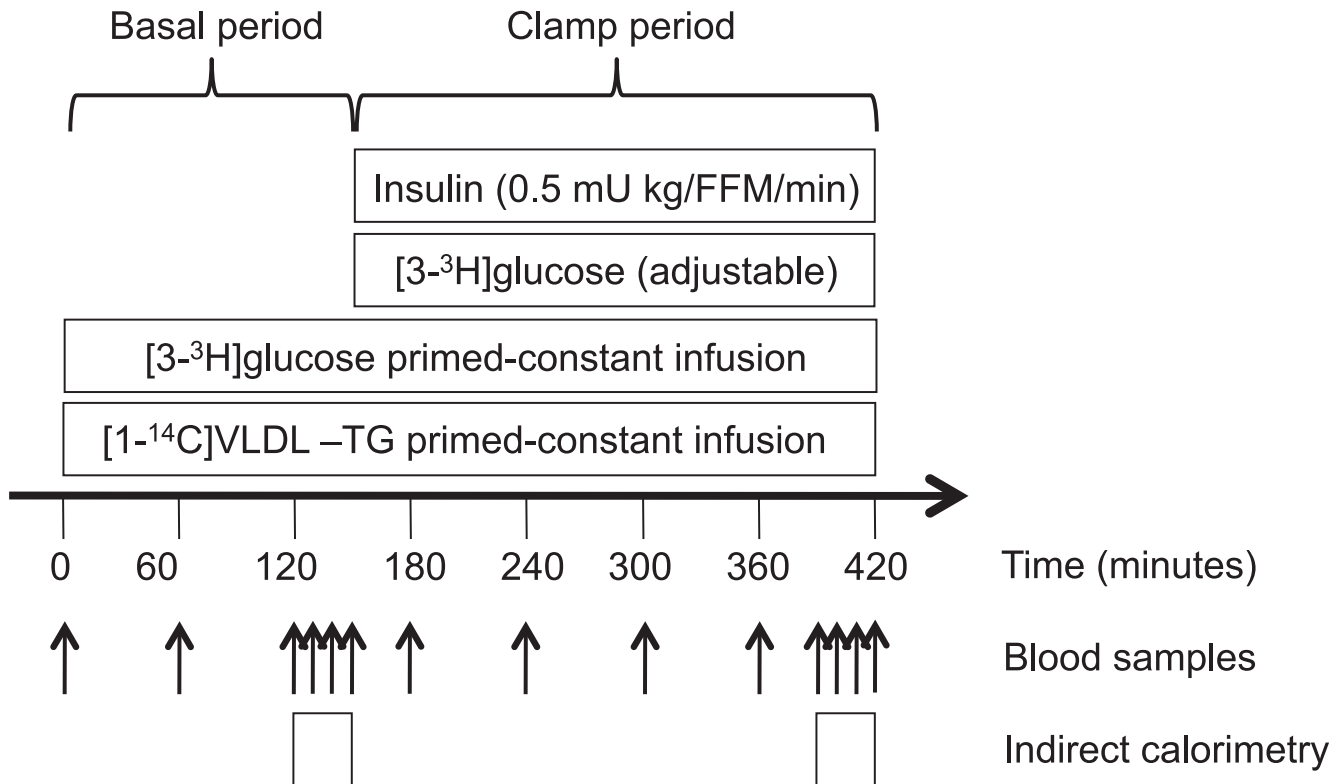 Basal period
Clamp period
Insulin (0.5 mU kg/FFM/min)
[3-³H]glucose (adjustable)
[3-³H]glucose primed-constant infusion
[1-¹⁴C]VLDL –TG primed-constant infusion
0 60 120 180 240 300 360 420 Time (minutes)
Blood samples
Indirect calorimetry